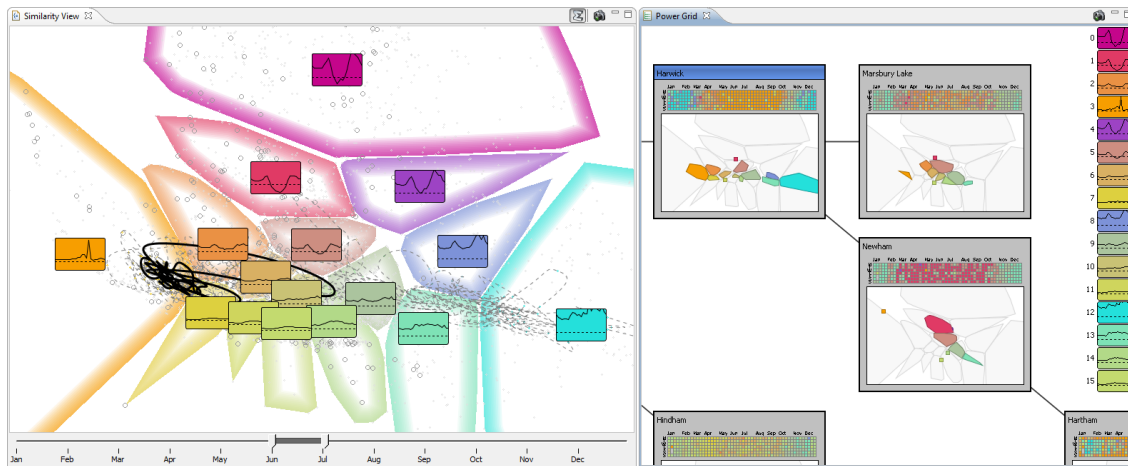 Similarity View
Jan Feb Mar Apr May Jun Jul Aug Sep Oct Nov Dec
Power Grid
Harwick
Jan Feb Mar Apr May Jun Jul Aug Sep Oct Nov Dec
Marsbury Lake
Jan Feb Mar Apr May Jun Jul Aug Sep Oct Nov Dec
Newham
Jan Feb Mar Apr May Jun Jul Aug Sep Oct Nov Dec
Hindham
Jan Feb Mar Apr May Jun Jul Aug Sep Oct Nov Dec
Hartham
Jan Feb Mar Apr
0
1
2
3
4
5
6
7
8
9
10
11
12
13
14
15